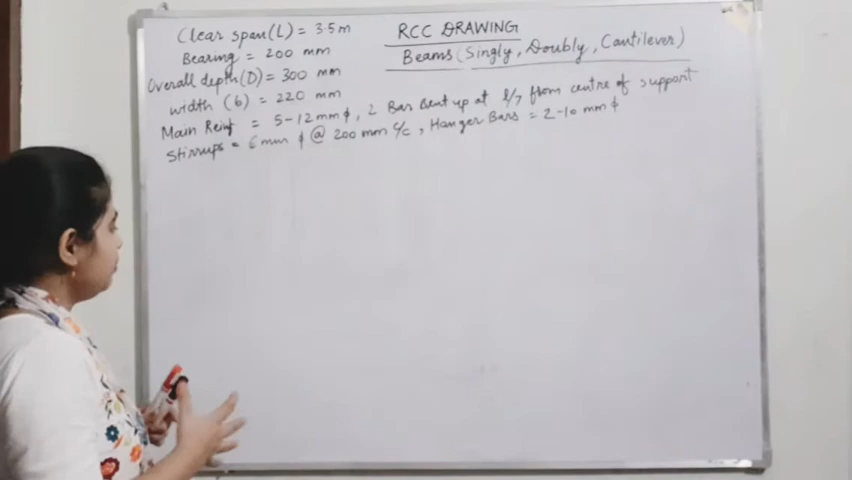 RCC DRAWING
Beams (Singly, Doubly, Cantilever)
Clear span (L) = 3.5 m
Bearing = 200 mm
Overall depth (D) = 300 mm
width (b) = 220 mm
Main Reinf = 5-12 mm ϕ, 2 Bar bent up at l/7 from centre of support
Stirrups = 6 mm ϕ @ 200 mm c/c, Hanger Bars = 2-10 mm ϕ